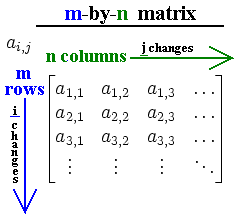 m-by-n matrix
a_{i,j}
n columns j changes
m
rows
i changes
a_{1,1} a_{1,2} a_{1,3} ...
a_{2,1} a_{2,2} a_{2,3} ...
a_{3,1} a_{3,2} a_{3,3} ...
⋮ ⋮ ⋮ ⋱